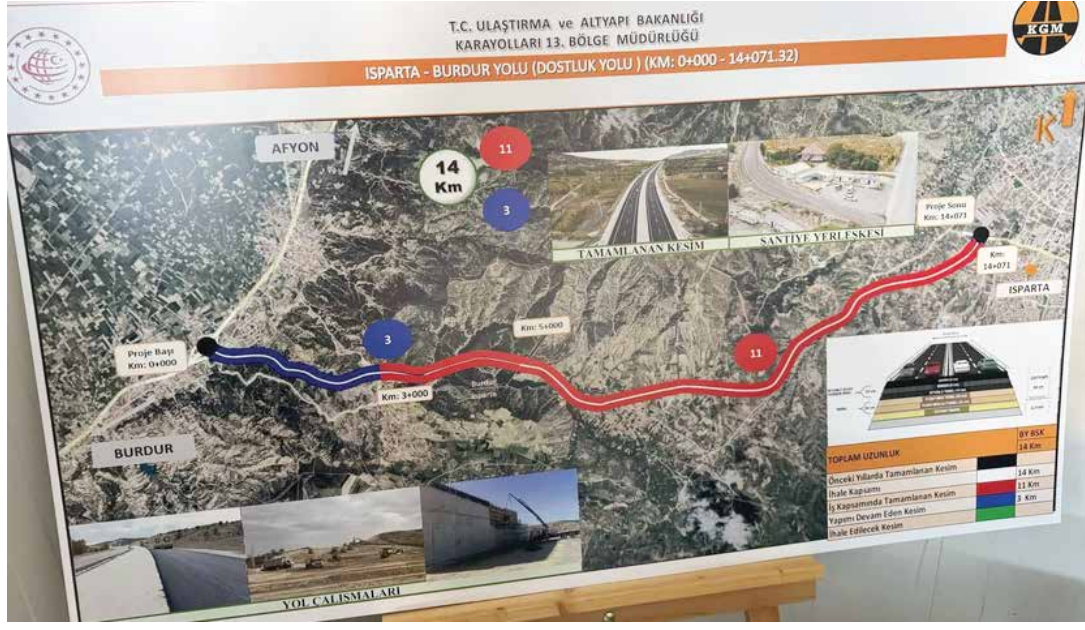 T.C. ULAŞTIRMA ve ALTYAPI BAKANLIĞI
KARAYOLLARI 13. BÖLGE MÜDÜRLÜĞÜ
KGM
ISPARTA - BURDUR YOLU (DOSTLUK YOLU ) (KM: 0+000 - 14+071.32)
K
AFYON
14
Km
11
3
TAMAMLANAN KESİM
ŞANTİYE YERLEŞKESİ
Proje Sonu
Km: 14+071
Km:
14+071
ISPARTA
Proje Başı
Km: 0+000
3
Km: 3+000
Km: 5+000
11
Burdur
BURDUR
BY BSK
TOPLAM UZUNLUK
14 Km
Önceki Yıllarda Tamamlanan Kesim
İhale Kapsamı
14 Km
İş Kapsamında Tamamlanan Kesim
11 Km
Yapımı Devam Eden Kesim
3 Km
İhale Edilecek Kesim
YOL ÇALIŞMALARI